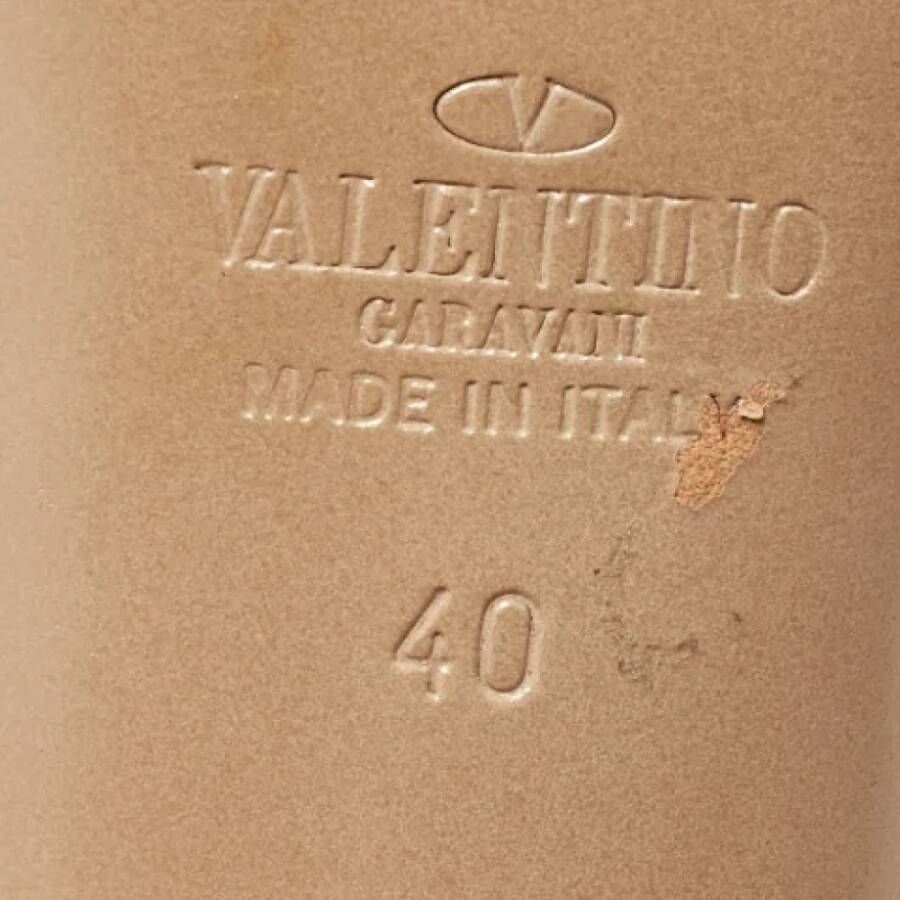 V
VALENTINO
GARAVANI
MADE IN ITALY
40